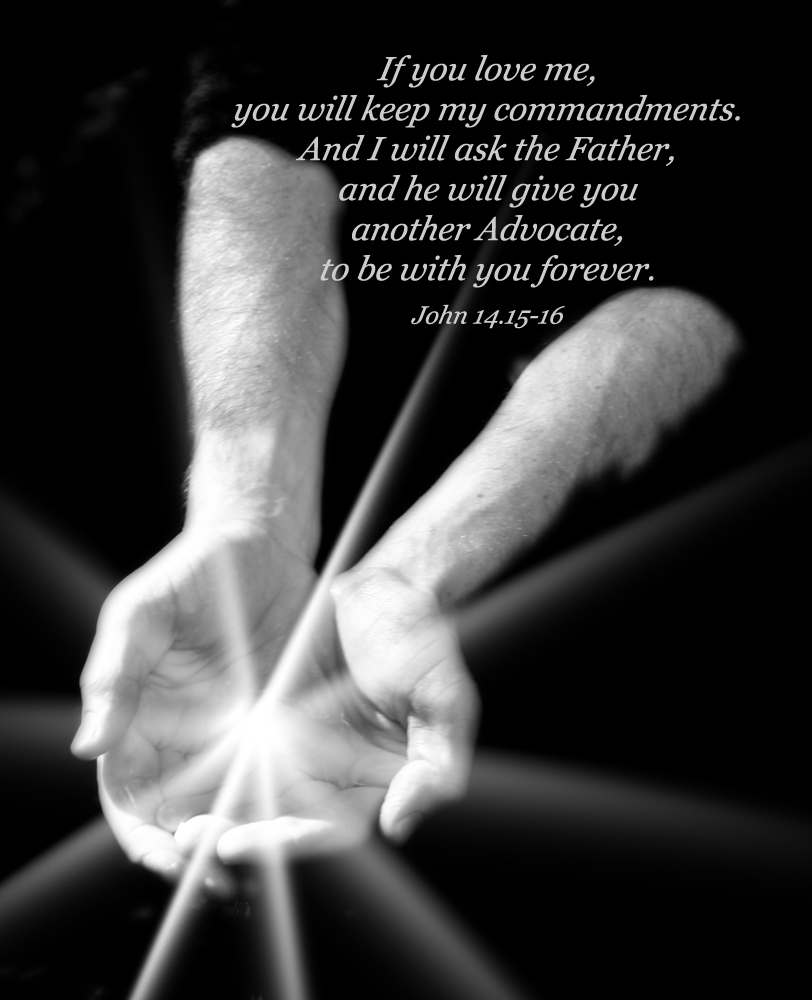 If you love me,
you will keep my commandments.
And I will ask the Father,
and he will give you
another Advocate,
to be with you forever.
John 14.15-16